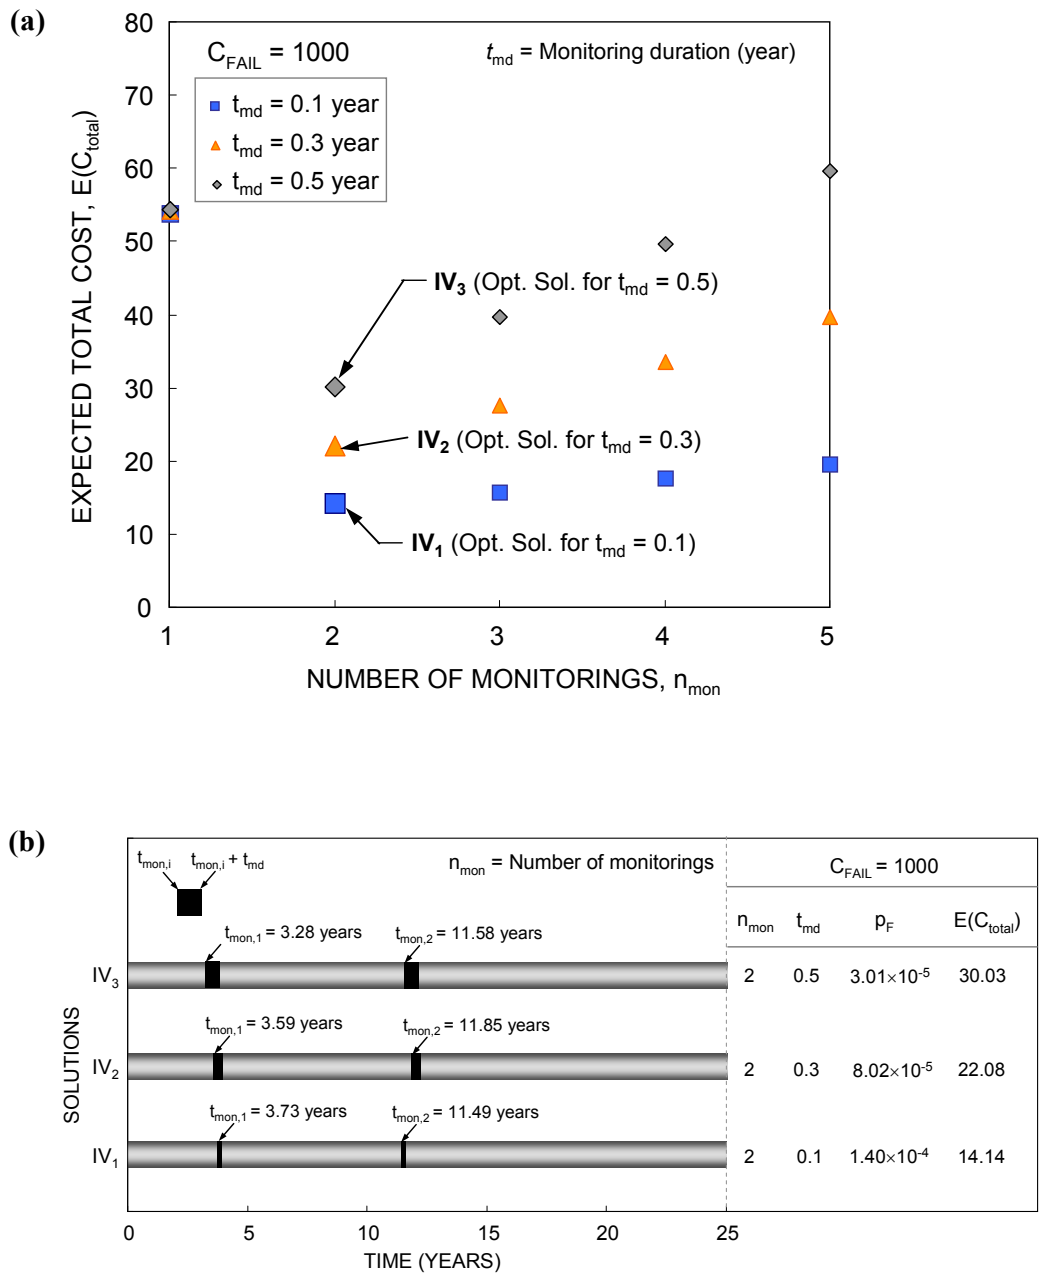 (a)
80
70
60
50
40
30
20
10
0
EXPECTED TOTAL COST, E(C_total)
C_FAIL = 1000
t_md = Monitoring duration (year)
t_md = 0.1 year
t_md = 0.3 year
t_md = 0.5 year
IV_3 (Opt. Sol. for t_md = 0.5)
IV_2 (Opt. Sol. for t_md = 0.3)
IV_1 (Opt. Sol. for t_md = 0.1)
1 2 3 4 5
NUMBER OF MONITORINGS, n_mon
(b)
t_mon,i t_mon,i + t_md
n_mon = Number of monitorings
C_FAIL = 1000
n_mon t_md p_F E(C_total)
t_mon,1 = 3.28 years t_mon,2 = 11.58 years
IV_3 2 0.5 3.01×10^-5 30.03
t_mon,1 = 3.59 years t_mon,2 = 11.85 years
IV_2 2 0.3 8.02×10^-5 22.08
t_mon,1 = 3.73 years t_mon,2 = 11.49 years
IV_1 2 0.1 1.40×10^-4 14.14
SOLUTIONS
0 5 10 15 20 25
TIME (YEARS)